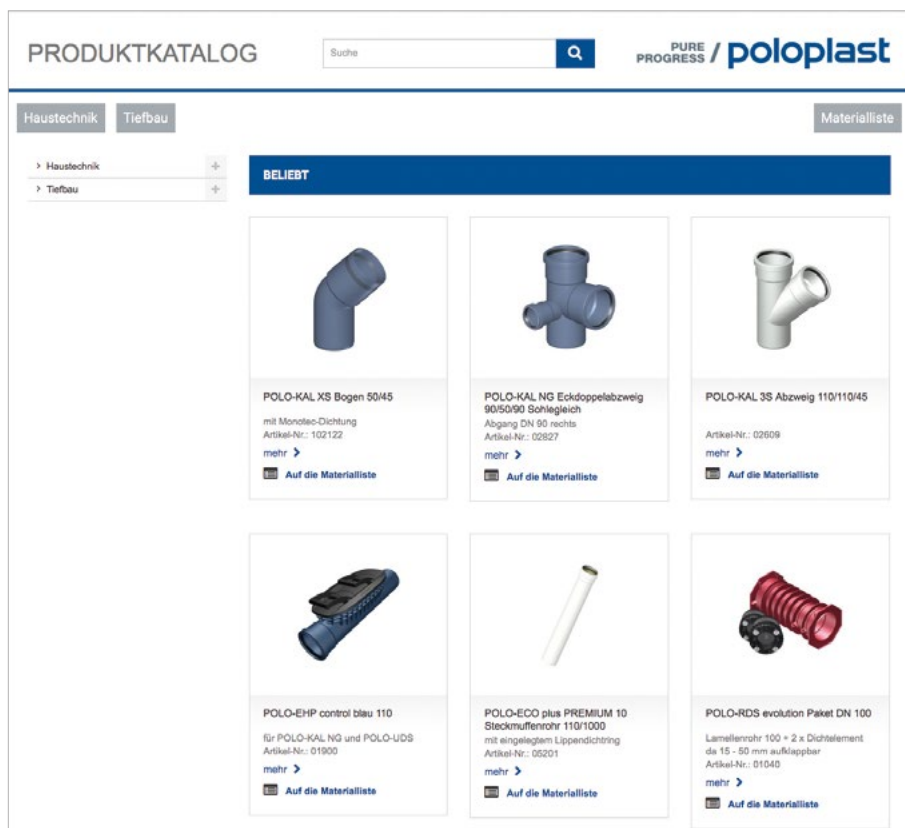 PRODUKTKATALOG
Suche
PURE
PROGRESS / poloplast
Haustechnik
Tiefbau
Materialliste
Haustechnik
Tiefbau
BELIEBT
POLO-KAL XS Bogen 50/45
mit Monotec-Dichtung
Artikel-Nr.: 102122
mehr
Auf die Materialliste
POLO-KAL NG Eckdoppelabzweig
90/50/90 Sohlegleich
Abgang DN 90 rechts
Artikel-Nr.: 02827
mehr
Auf die Materialliste
POLO-KAL 3S Abzweig 110/110/45
Artikel-Nr.: 02609
mehr
Auf die Materialliste
POLO-EHP control blau 110
für POLO-KAL NG und POLO-UDS
Artikel-Nr.: 01900
mehr
Auf die Materialliste
POLO-ECO plus PREMIUM 10
Steckmuffenrohr 110/1000
mit eingelegtem Lippendichtring
Artikel-Nr.: 05201
mehr
Auf die Materialliste
POLO-RDS evolution Paket DN 100
Lamellenrohr 100 + 2 x Dichtelement
da 15 - 50 mm aufklappbar
Artikel-Nr.: 01040
mehr
Auf die Materialliste